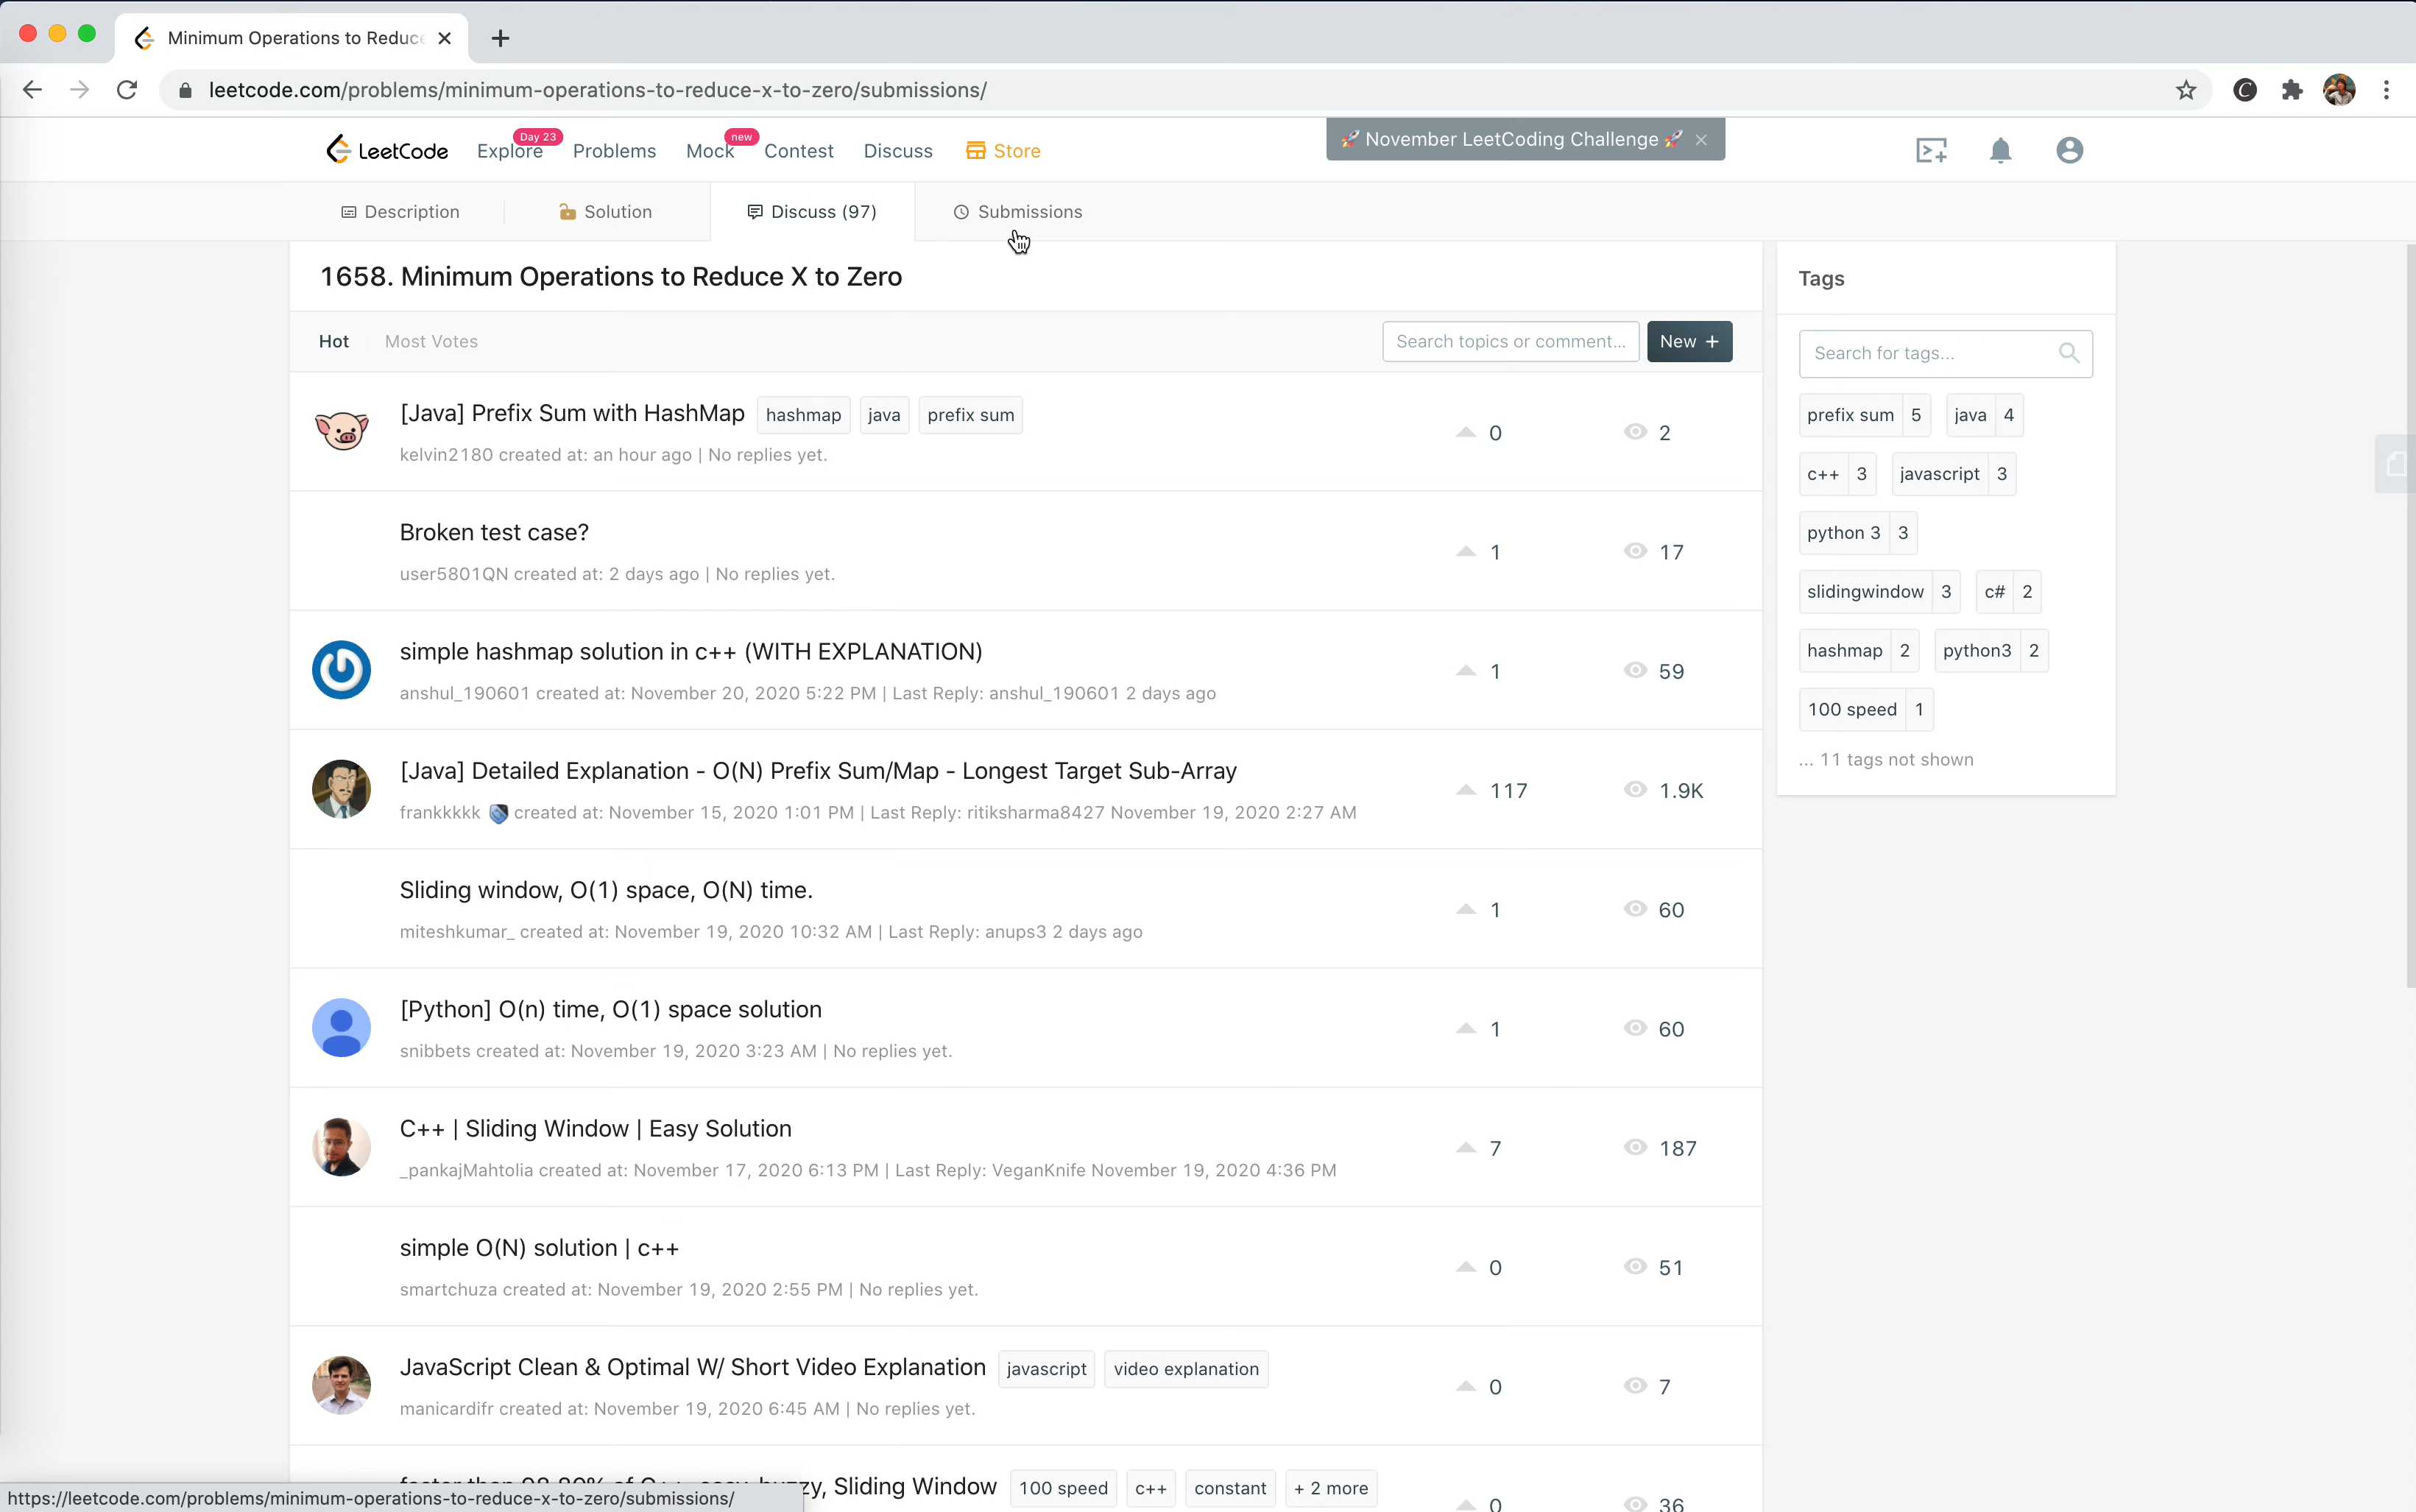 Minimum Operations to Reduc
leetcode.com/problems/minimum-operations-to-reduce-x-to-zero/submissions/
LeetCode Explore Day 23 Problems Mock new Contest Discuss Store
🚀 November LeetCoding Challenge 🚀
Description Solution Discuss (97) Submissions
1658. Minimum Operations to Reduce X to Zero
Hot Most Votes Search topics or comment... New +
[Java] Prefix Sum with HashMap hashmap java prefix sum
kelvin2180 created at: an hour ago | No replies yet.
0 2
Broken test case?
user5801QN created at: 2 days ago | No replies yet.
1 17
simple hashmap solution in c++ (WITH EXPLANATION)
anshul_190601 created at: November 20, 2020 5:22 PM | Last Reply: anshul_190601 2 days ago
1 59
[Java] Detailed Explanation - O(N) Prefix Sum/Map - Longest Target Sub-Array
frankkkkk created at: November 15, 2020 1:01 PM | Last Reply: ritiksharma8427 November 19, 2020 2:27 AM
117 1.9K
Sliding window, O(1) space, O(N) time.
miteshkumar_ created at: November 19, 2020 10:32 AM | Last Reply: anups3 2 days ago
1 60
[Python] O(n) time, O(1) space solution
snibbets created at: November 19, 2020 3:23 AM | No replies yet.
1 60
C++ | Sliding Window | Easy Solution
_pankajMahtolia created at: November 17, 2020 6:13 PM | Last Reply: VeganKnife November 19, 2020 4:36 PM
7 187
simple O(N) solution | c++
smartchuza created at: November 19, 2020 2:55 PM | No replies yet.
0 51
JavaScript Clean & Optimal W/ Short Video Explanation javascript video explanation
manicardifr created at: November 19, 2020 6:45 AM | No replies yet.
0 7
Sliding Window 100 speed c++ constant + 2 more
0 36
Tags
Search for tags...
prefix sum 5 java 4
c++ 3 javascript 3
python 3 3
slidingwindow 3 c# 2
hashmap 2 python3 2
100 speed 1
... 11 tags not shown
https://leetcode.com/problems/minimum-operations-to-reduce-x-to-zero/submissions/